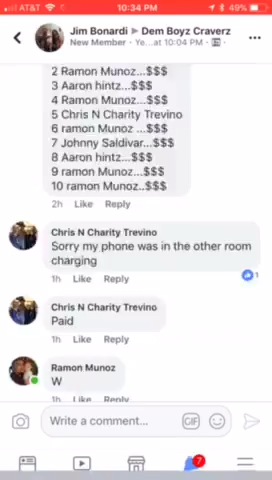 AT&T 10:34 PM 49%
Jim Bonardi ▸ Dem Boyz Craverz
New Member · Ye...at 10:04 PM ·
2 Ramon Munoz...$$$
3 Aaron hintz...$$$
4 Ramon Munoz...$$$
5 Chris N Charity Trevino
6 ramon Munoz ...$$$
7 Johnny Saldivar...$$$
8 Aaron hintz...$$$
9 ramon Munoz...$$$
10 ramon Munoz..$$$
2h Like Reply
Chris N Charity Trevino
Sorry my phone was in the other room
charging
1h Like Reply 1
Chris N Charity Trevino
Paid
1h Like Reply
Ramon Munoz
W
1h Like Reply
Write a comment... GIF
7